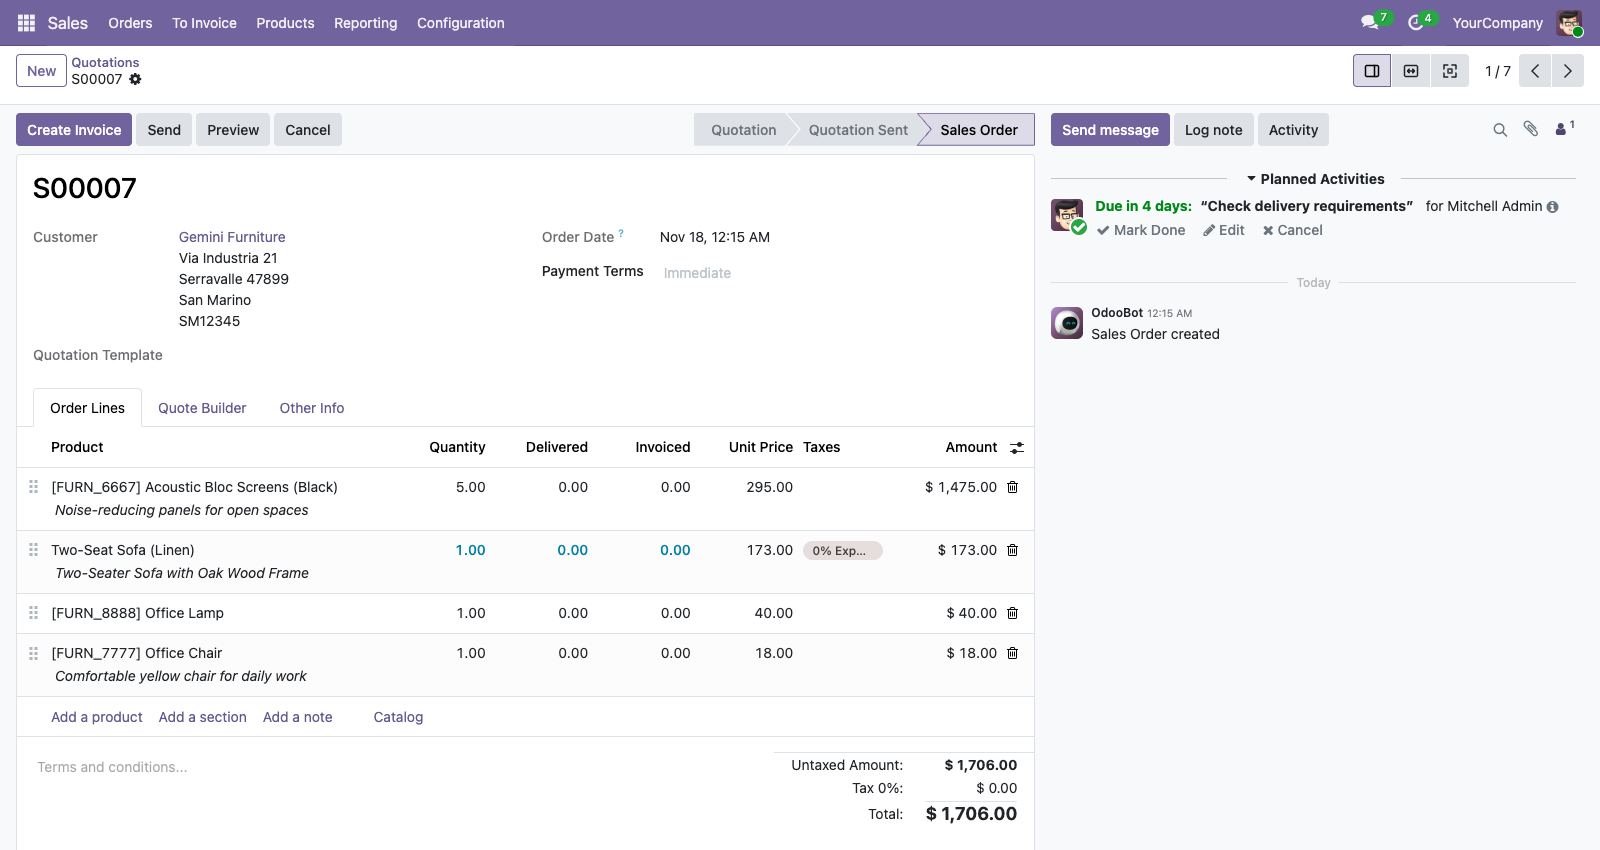 Sales Orders To Invoice Products Reporting Configuration 7 4 YourCompany
New Quotations
S00007
1 / 7
Create Invoice Send Preview Cancel Quotation Quotation Sent Sales Order
Send message Log note Activity 1
S00007
Customer Gemini Furniture
Via Industria 21
Serravalle 47899
San Marino
SM12345
Order Date ? Nov 18, 12:15 AM
Payment Terms Immediate
Quotation Template
Order Lines Quote Builder Other Info
Product Quantity Delivered Invoiced Unit Price Taxes Amount
[FURN_6667] Acoustic Bloc Screens (Black) 5.00 0.00 0.00 295.00 $ 1,475.00
Noise-reducing panels for open spaces
Two-Seat Sofa (Linen) 1.00 0.00 0.00 173.00 0% Exp... $ 173.00
Two-Seater Sofa with Oak Wood Frame
[FURN_8888] Office Lamp 1.00 0.00 0.00 40.00 $ 40.00
[FURN_7777] Office Chair 1.00 0.00 0.00 18.00 $ 18.00
Comfortable yellow chair for daily work
Add a product Add a section Add a note Catalog
Terms and conditions...
Untaxed Amount: $ 1,706.00
Tax 0%: $ 0.00
Total: $ 1,706.00
Planned Activities
Due in 4 days: “Check delivery requirements” for Mitchell Admin
Mark Done Edit Cancel
Today
OdooBot 12:15 AM
Sales Order created